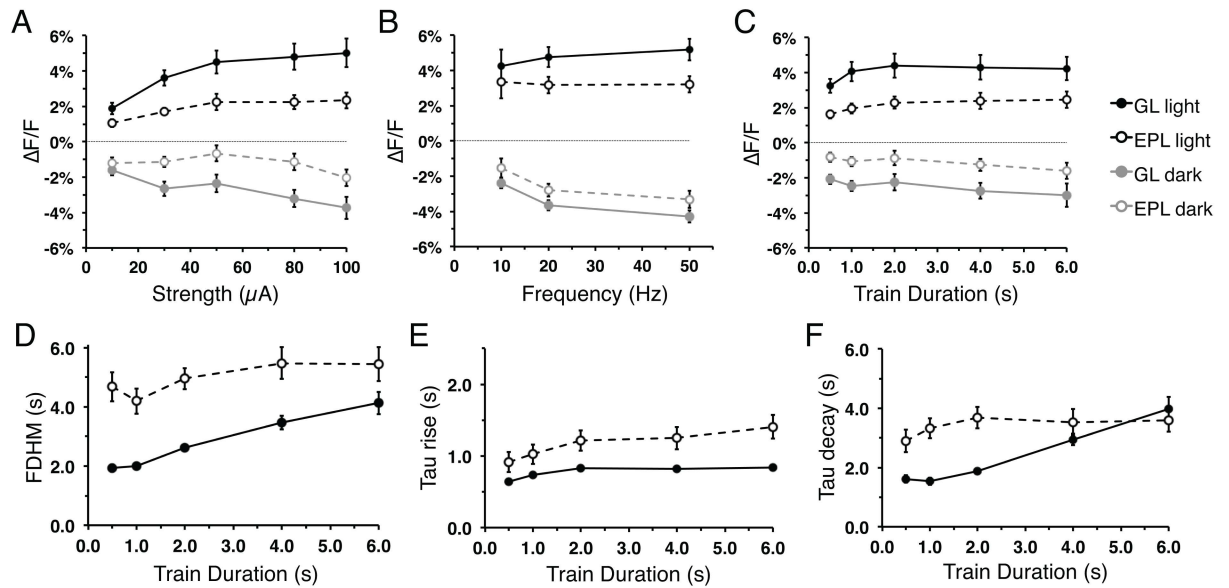 A
6%
4%
2%
0%
-2%
-4%
-6%
ΔF/F
0 20 40 60 80 100
Strength (µA)
B
6%
4%
2%
0%
-2%
-4%
-6%
ΔF/F
0 10 20 30 40 50
Frequency (Hz)
C
6%
4%
2%
0%
-2%
-4%
-6%
ΔF/F
0.0 1.0 2.0 3.0 4.0 5.0 6.0
Train Duration (s)
GL light
EPL light
GL dark
EPL dark
D
6.0
4.0
2.0
0.0
FDHM (s)
0.0 1.0 2.0 3.0 4.0 5.0 6.0
Train Duration (s)
E
2.0
1.0
0.0
Tau rise (s)
0.0 1.0 2.0 3.0 4.0 5.0 6.0
Train Duration (s)
F
6.0
4.0
2.0
0.0
Tau decay (s)
0.0 1.0 2.0 3.0 4.0 5.0 6.0
Train Duration (s)